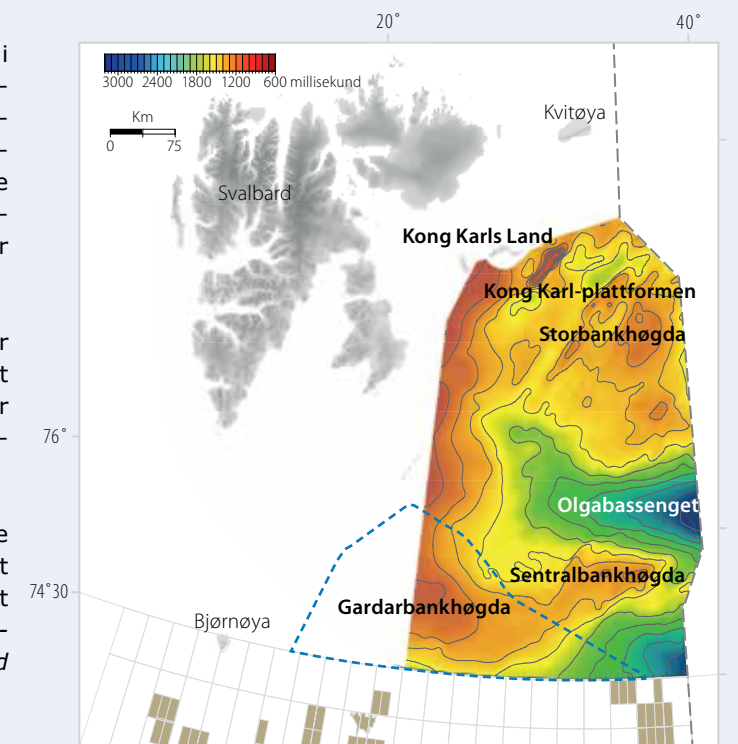 20°
40°
3000 2400 1800 1200 600 millisekund
Km
0 75
Kvitøya
Svalbard
Kong Karls Land
Kong Karl-plattformen
Storbankhøgda
76°
Olgabassenget
Sentralbankhøgda
74°30
Gardarbankhøgda
Bjørnøya
i
e
r
r
t
r
e
t
t
d